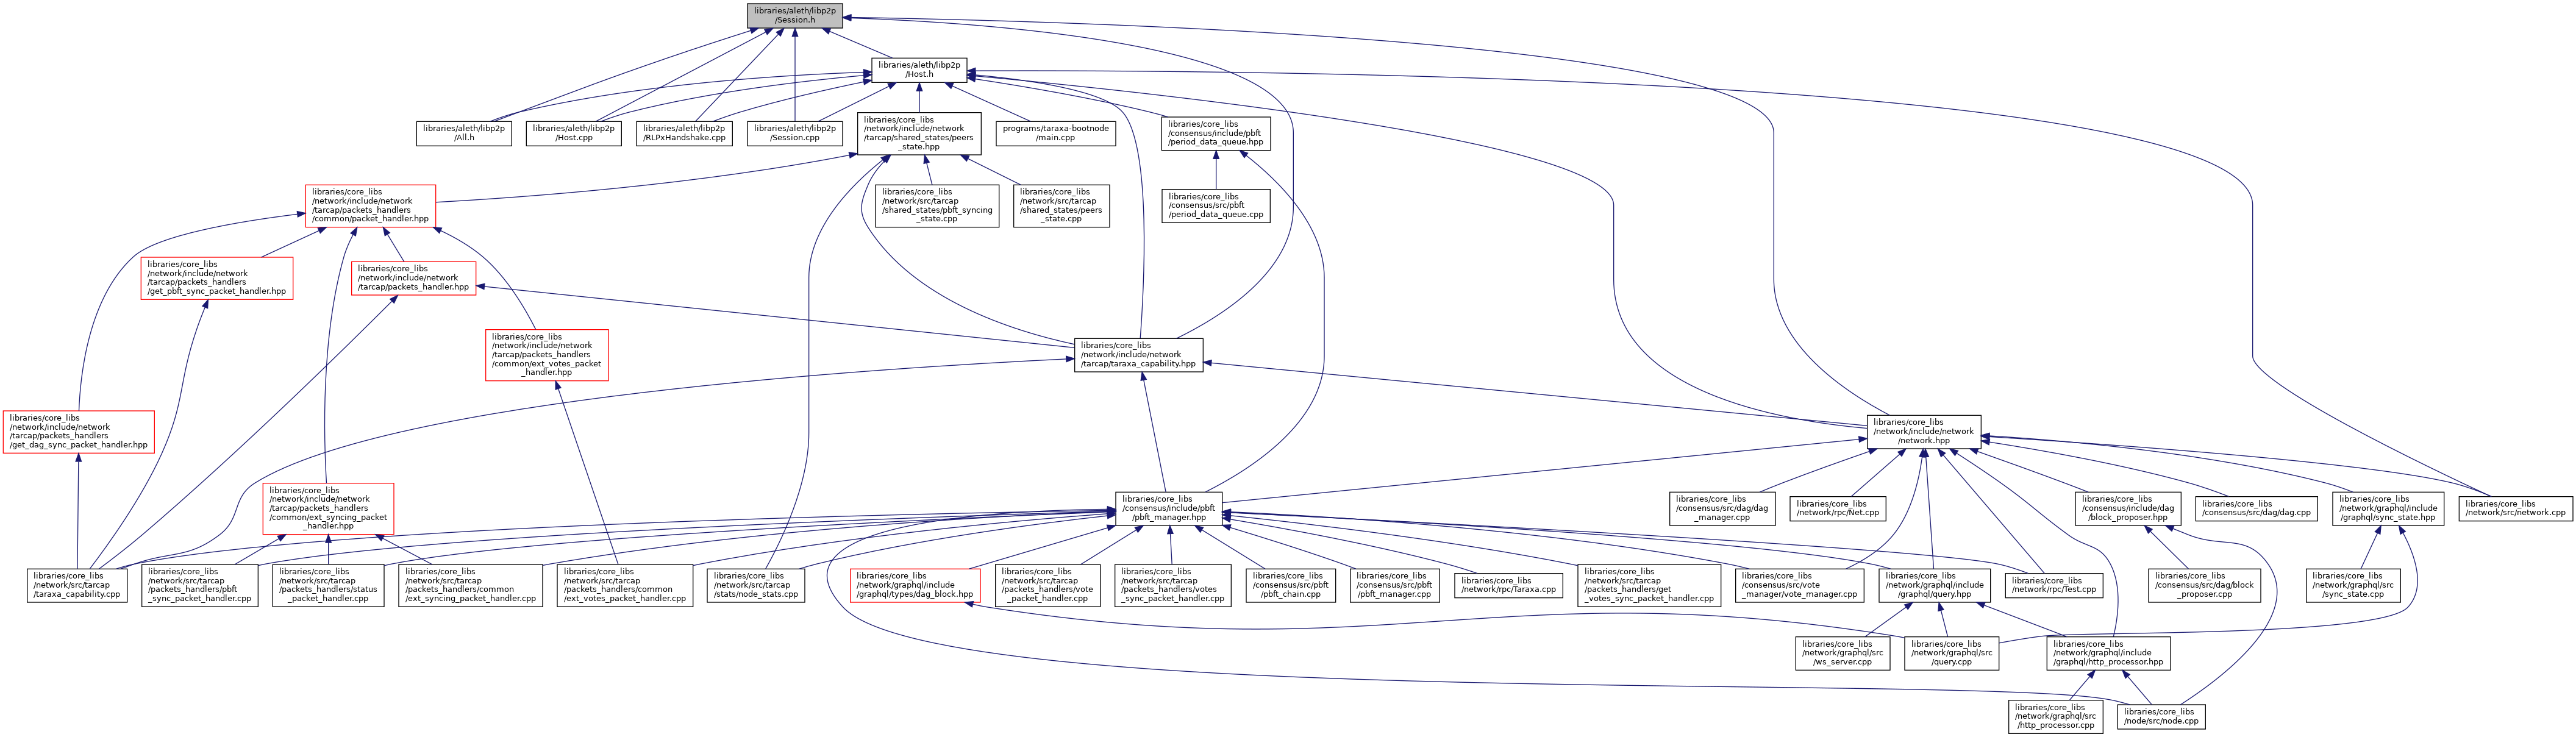 libraries/aleth/libp2p
/Session.h
libraries/aleth/libp2p
/Host.h
libraries/aleth/libp2p
/All.h
libraries/aleth/libp2p
/Host.cpp
libraries/aleth/libp2p
/RLPxHandshake.cpp
libraries/aleth/libp2p
/Session.cpp
libraries/core_libs
/network/include/network
/tarcap/shared_states/peers
_state.hpp
programs/taraxa-bootnode
/main.cpp
libraries/core_libs
/consensus/include/pbft
/period_data_queue.hpp
libraries/core_libs
/network/include/network
/tarcap/packets_handlers
/common/packet_handler.hpp
libraries/core_libs
/network/src/tarcap
/shared_states/pbft_syncing
_state.cpp
libraries/core_libs
/network/src/tarcap
/shared_states/peers
_state.cpp
libraries/core_libs
/consensus/src/pbft
/period_data_queue.cpp
libraries/core_libs
/network/include/network
/tarcap/packets_handlers
/get_pbft_sync_packet_handler.hpp
libraries/core_libs
/network/include/network
/tarcap/packets_handler.hpp
libraries/core_libs
/network/include/network
/tarcap/packets_handlers
/common/ext_votes_packet
_handler.hpp
libraries/core_libs
/network/include/network
/tarcap/taraxa_capability.hpp
libraries/core_libs
/network/include/network
/tarcap/packets_handlers
/get_dag_sync_packet_handler.hpp
libraries/core_libs
/network/include/network
/network.hpp
libraries/core_libs
/network/include/network
/tarcap/packets_handlers
/common/ext_syncing_packet
_handler.hpp
libraries/core_libs
/consensus/include/pbft
/pbft_manager.hpp
libraries/core_libs
/consensus/src/dag/dag
_manager.cpp
libraries/core_libs
/network/rpc/Net.cpp
libraries/core_libs
/consensus/include/dag
/block_proposer.hpp
libraries/core_libs
/consensus/src/dag/dag.cpp
libraries/core_libs
/network/graphql/include
/graphql/sync_state.hpp
libraries/core_libs
/network/src/network.cpp
libraries/core_libs
/network/src/tarcap
/taraxa_capability.cpp
libraries/core_libs
/network/src/tarcap
/packets_handlers/pbft
_sync_packet_handler.cpp
libraries/core_libs
/network/src/tarcap
/packets_handlers/status
_packet_handler.cpp
libraries/core_libs
/network/src/tarcap
/packets_handlers/common
/ext_syncing_packet_handler.cpp
libraries/core_libs
/network/src/tarcap
/packets_handlers/common
/ext_votes_packet_handler.cpp
libraries/core_libs
/network/src/tarcap
/stats/node_stats.cpp
libraries/core_libs
/network/graphql/include
/graphql/types/dag_block.hpp
libraries/core_libs
/network/src/tarcap
/packets_handlers/vote
_packet_handler.cpp
libraries/core_libs
/network/src/tarcap
/packets_handlers/votes
_sync_packet_handler.cpp
libraries/core_libs
/consensus/src/pbft
/pbft_chain.cpp
libraries/core_libs
/consensus/src/pbft
/pbft_manager.cpp
libraries/core_libs
/network/rpc/Taraxa.cpp
libraries/core_libs
/network/src/tarcap
/packets_handlers/get
_votes_sync_packet_handler.cpp
libraries/core_libs
/consensus/src/vote
_manager/vote_manager.cpp
libraries/core_libs
/network/graphql/include
/graphql/query.hpp
libraries/core_libs
/network/rpc/Test.cpp
libraries/core_libs
/consensus/src/dag/block
_proposer.cpp
libraries/core_libs
/network/graphql/src
/sync_state.cpp
libraries/core_libs
/network/graphql/src
/ws_server.cpp
libraries/core_libs
/network/graphql/src
/query.cpp
libraries/core_libs
/network/graphql/include
/graphql/http_processor.hpp
libraries/core_libs
/network/graphql/src
/http_processor.cpp
libraries/core_libs
/node/src/node.cpp